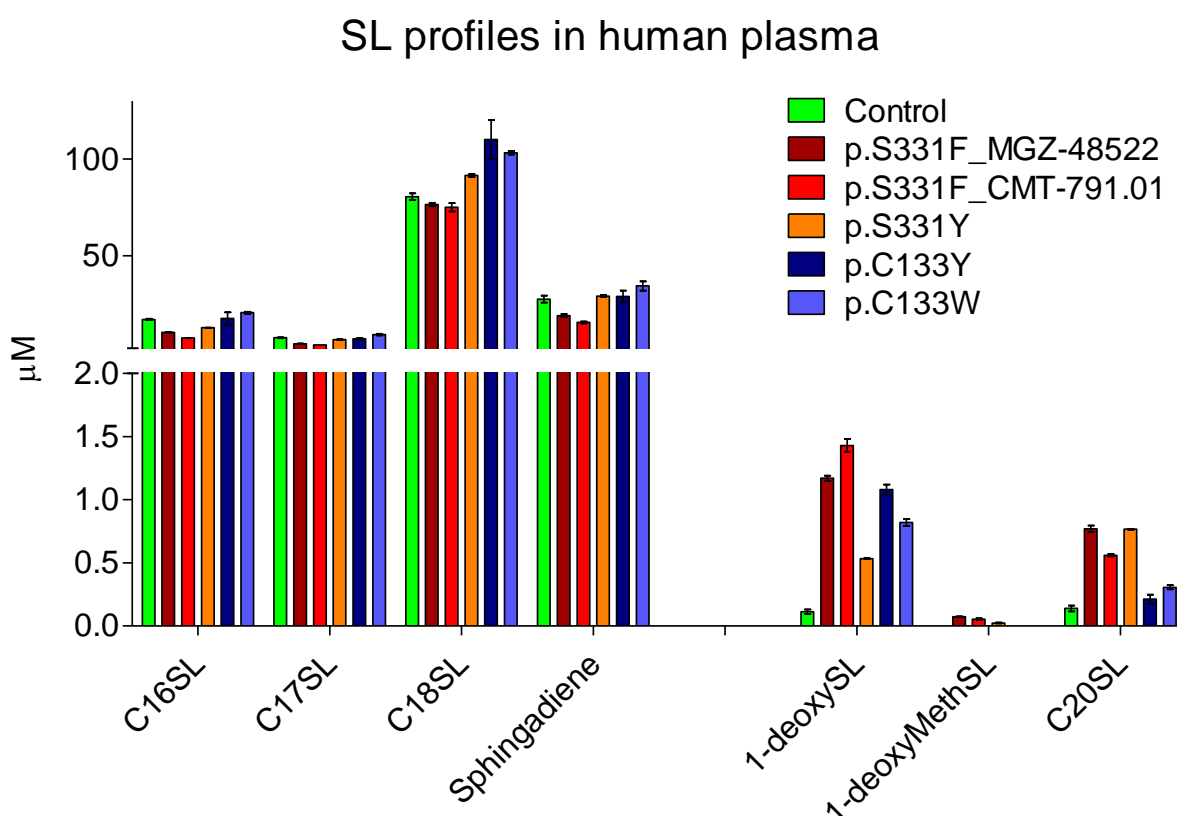 SL profiles in human plasma
Control
p.S331F_MGZ-48522
p.S331F_CMT-791.01
p.S331Y
p.C133Y
p.C133W
100
50
μM
2.0
1.5
1.0
0.5
0.0
C16SL
C17SL
C18SL
Sphingadiene
1-deoxySL
1-deoxyMethSL
C20SL